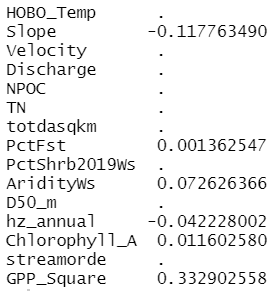 HOBO_Temp .
Slope -0.117763490
Velocity .
Discharge .
NPOC .
TN .
totdasqkm .
PctFst 0.001362547
PctShrb2019Ws .
AridityWs 0.072626366
D50_m .
hz_annual -0.042228002
Chlorophyll_A 0.011602580
streamorde .
GPP_Square 0.332902558